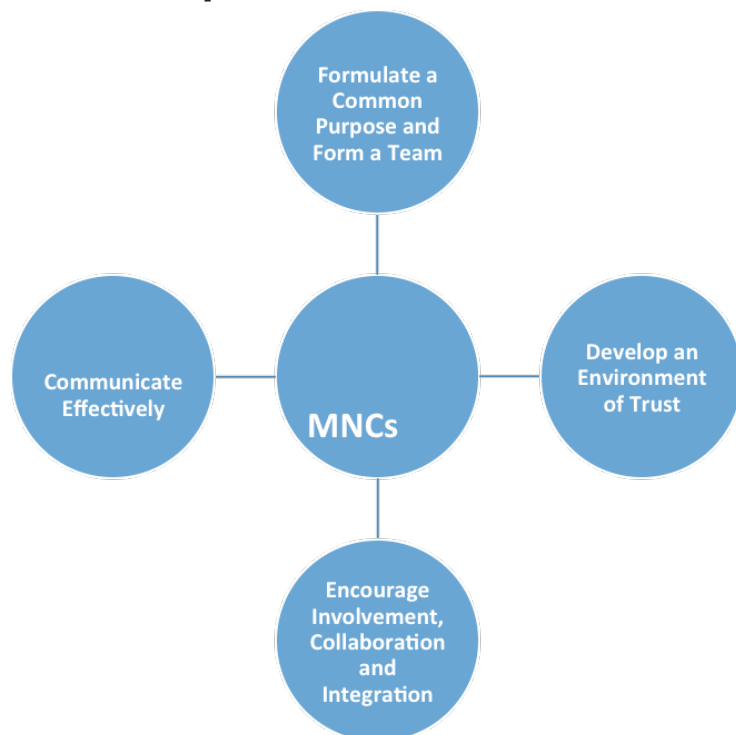 Formulate a
Common
Purpose and
Form a Team
Communicate
Effectively
MNCs
Develop an
Environment
of Trust
Encourage
Involvement,
Collaboration
and
Integration